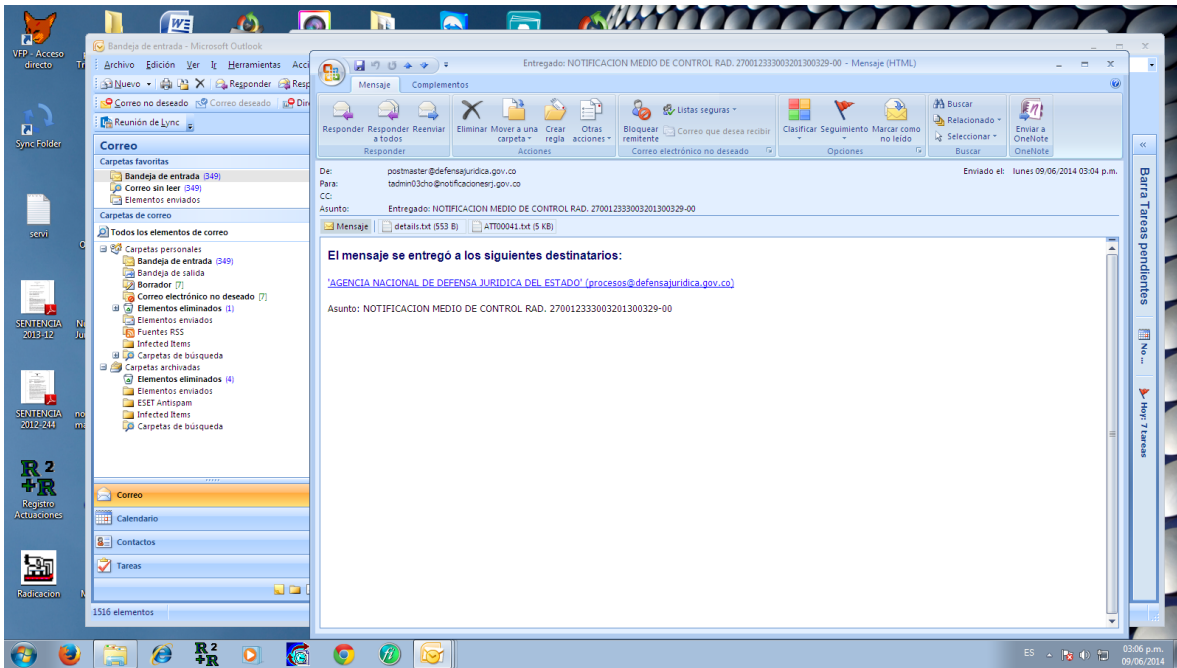 VFP - Acceso directo
Sync Folder
servi
SENTENCIA 2013-12
SENTENCIA 2012-244
R 2
+R
Registro Actuaciones
Radicacion
Bandeja de entrada - Microsoft Outlook
Archivo Edición Ver Ir Herramientas Acci
Nuevo Responder Resp
Correo no deseado Correo deseado Dir
Reunión de Lync
Correo
Carpetas favoritas
Bandeja de entrada (349)
Correo sin leer (349)
Elementos enviados
Carpetas de correo
Todos los elementos de correo
Carpetas personales
Bandeja de entrada (349)
Bandeja de salida
Borrador [7]
Correo electrónico no deseado [7]
Elementos eliminados (1)
Elementos enviados
Fuentes RSS
Infected Items
Carpetas de búsqueda
Carpetas archivadas
Elementos eliminados (4)
Elementos enviados
ESET Antispam
Infected Items
Carpetas de búsqueda
Correo
Calendario
Contactos
Tareas
1516 elementos
Entregado: NOTIFICACION MEDIO DE CONTROL RAD. 27001233300320130032​9-00 - Mensaje (HTML)
Mensaje Complementos
Responder Responder a todos Reenviar
Eliminar Mover a una carpeta Crear regla Otras acciones
Bloquear remitente Listas seguras Correo que desea recibir
Clasificar Seguimiento Marcar como no leído
Buscar Relacionado Seleccionar
Enviar a OneNote
Responder Acciones Correo electrónico no deseado Opciones Buscar OneNote
De: postmaster@defensajuridica.gov.co Enviado el: lunes 09/06/2014 03:04 p.m.
Para: tadmin03cho@notificacionesrj.gov.co
CC:
Asunto: Entregado: NOTIFICACION MEDIO DE CONTROL RAD. 270012333003201300329-00
Mensaje details.txt (553 B) ATT00041.txt (5 KB)
El mensaje se entregó a los siguientes destinatarios:
'AGENCIA NACIONAL DE DEFENSA JURIDICA DEL ESTADO' (procesos@defensajuridica.gov.co)
Asunto: NOTIFICACION MEDIO DE CONTROL RAD. 270012333003201300329-00
Barra Tareas pendientes
No ...
Hoy: 7 tareas
R 2
+R
ES
03:06 p.m.
09/06/2014